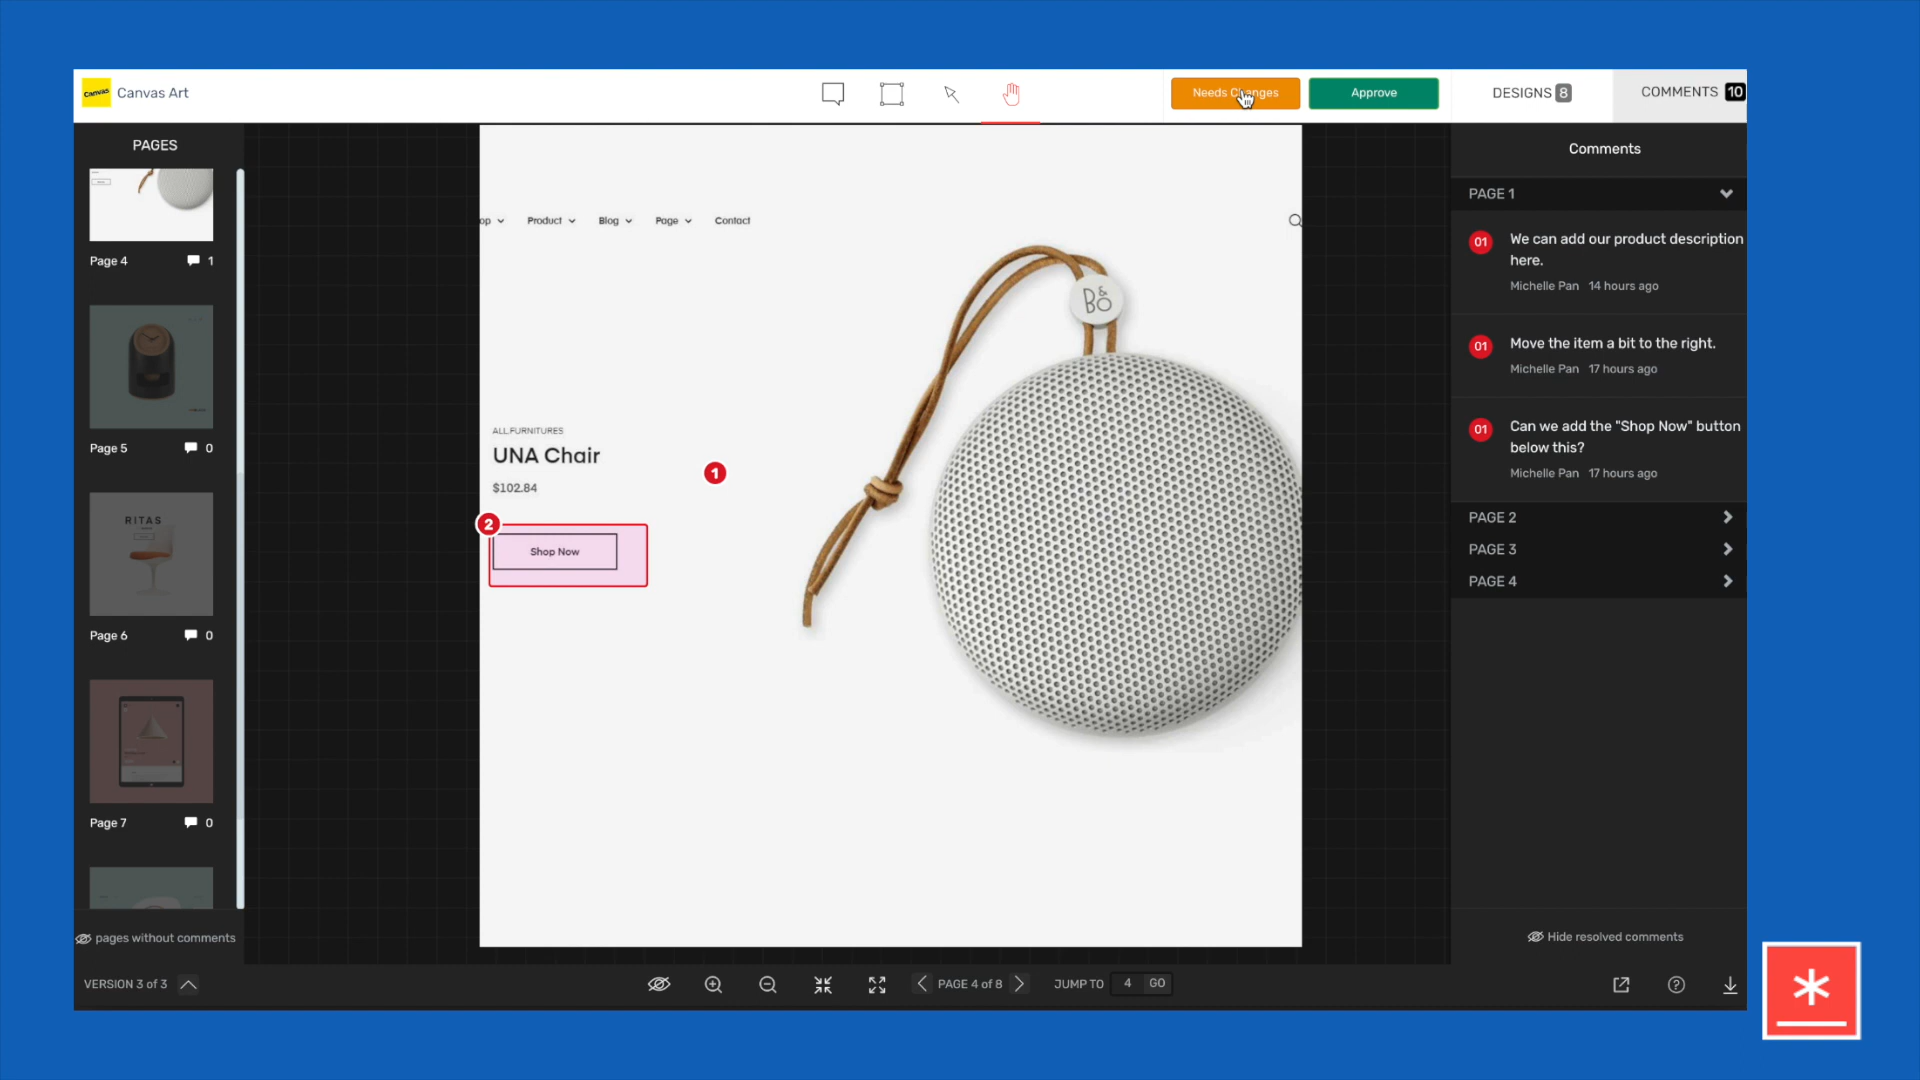 Canvas
Canvas Art
Needs Changes
Approve
DESIGNS 8
COMMENTS 10
PAGES
Page 4
1
Page 5
0
RITAS
Page 6
0
Page 7
0
pages without comments
op
Product
Blog
Page
Contact
B&O
ALL,FURNITURES
UNA Chair
$102.84
1
2
Shop Now
Comments
PAGE 1
01
We can add our product description
here.
Michelle Pan 14 hours ago
01
Move the item a bit to the right.
Michelle Pan 17 hours ago
01
Can we add the "Shop Now" button
below this?
Michelle Pan 17 hours ago
PAGE 2
PAGE 3
PAGE 4
Hide resolved comments
VERSION 3 of 3
PAGE 4 of 8
JUMP TO
4
GO